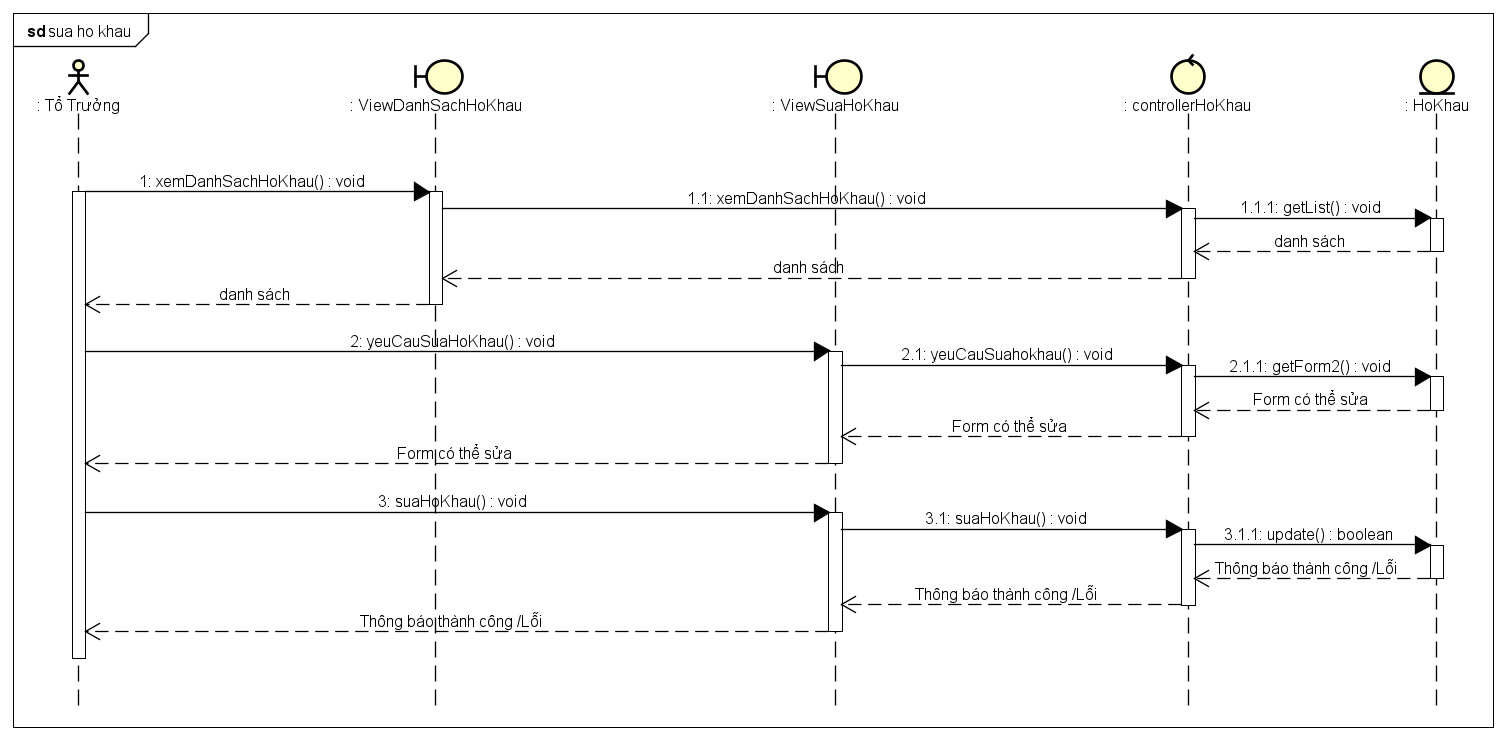 sd sua ho khau
: Tổ Trưởng
: ViewDanhSachHoKhau
: ViewSuaHoKhau
: controllerHoKhau
: HoKhau
1: xemDanhSachHoKhau() : void
1.1: xemDanhSachHoKhau() : void
1.1.1: getList() : void
danh sách
danh sách
danh sách
2: yeuCauSuaHoKhau() : void
2.1: yeuCauSuahokhau() : void
2.1.1: getForm2() : void
Form có thể sửa
Form có thể sửa
Form có thể sửa
3: suaHoKhau() : void
3.1: suaHoKhau() : void
3.1.1: update() : boolean
Thông báo thành công /Lỗi
Thông báo thành công /Lỗi
Thông báo thành công /Lỗi